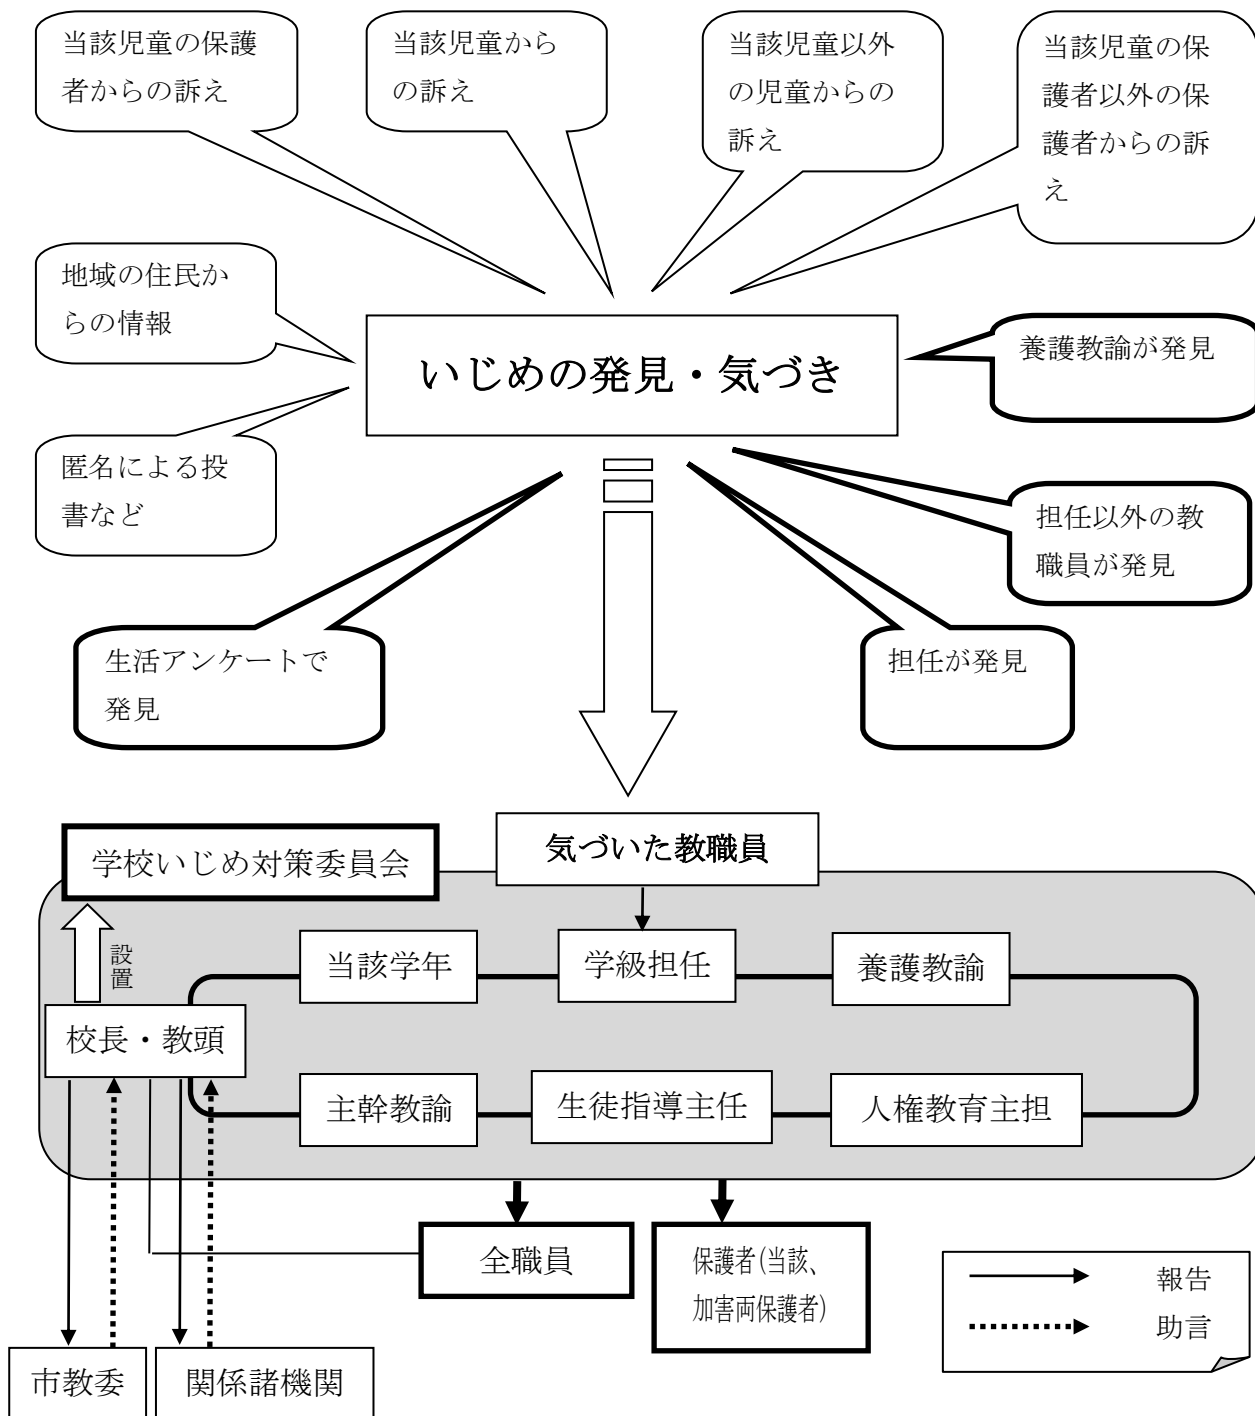 当該児童の保護
者からの訴え
当該児童から
の訴え
当該児童以外
の児童からの
訴え
当該児童の保
護者以外の保
護者からの訴
え
地域の住民か
らの情報
いじめの発見・気づき
養護教諭が発見
匿名による投
書など
担任以外の教
職員が発見
生活アンケートで
発見
担任が発見
気づいた教職員
学校いじめ対策委員会
設置
当該学年
学級担任
養護教諭
校長・教頭
主幹教諭
生徒指導主任
人権教育主担
全職員
保護者(当該、
加害両保護者)
報告
助言
市教委
関係諸機関